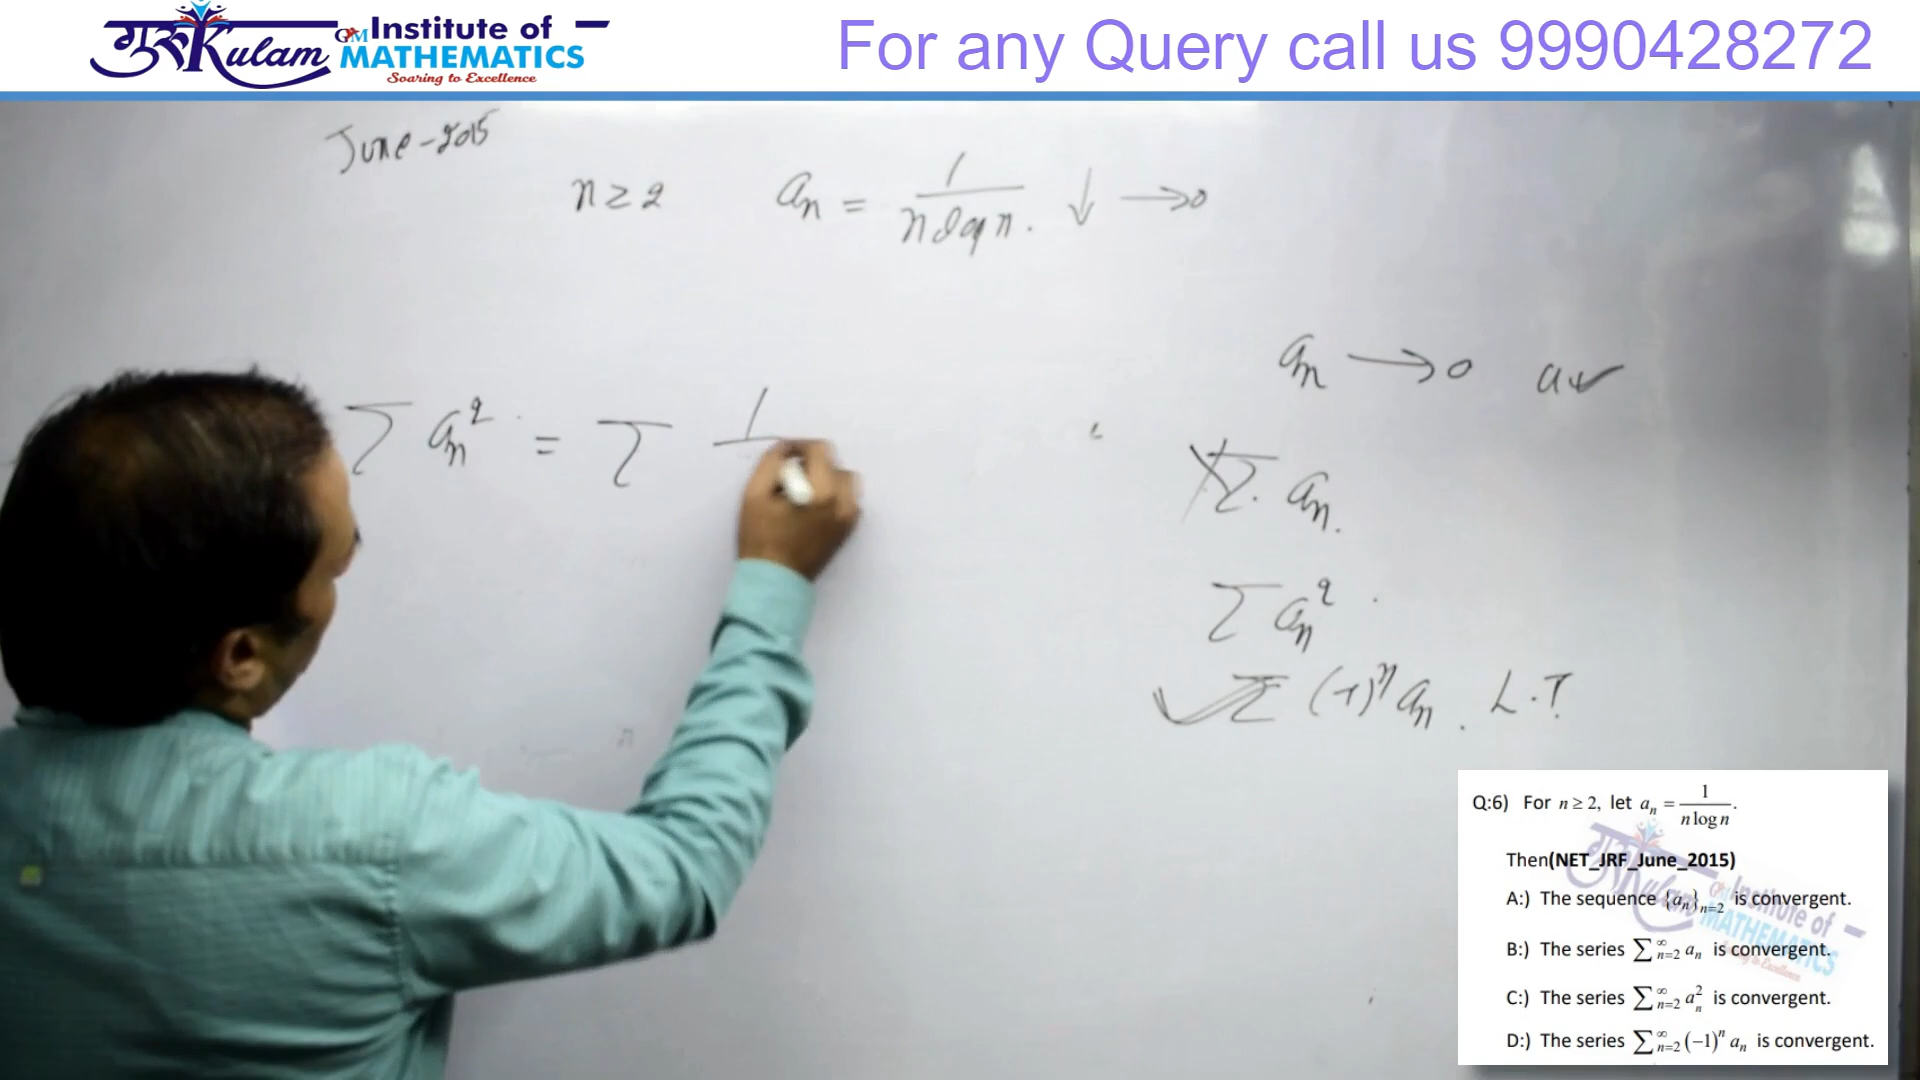 गुरुKulam GIM Institute of
MATHEMATICS
Soaring to Excellence
For any Query call us 9990428272
June-2015
n ≥ 2 aₙ = 1/(n log n). ↓ → 0
aₙ → 0 a ✓
∑ aₙ² = ∑ 1
∑ aₙ.
∑ aₙ².
✓ ∑ (-1)ⁿ aₙ. L.T
Q:6) For n ≥ 2, let aₙ = 1/(n log n).
Then(NET_JRF_June_2015)
A:) The sequence {aₙ}ₙ₌₂ is convergent.
B:) The series ∑ₙ₌₂^∞ aₙ is convergent.
C:) The series ∑ₙ₌₂^∞ aₙ² is convergent.
D:) The series ∑ₙ₌₂^∞ (−1)ⁿ aₙ is convergent.